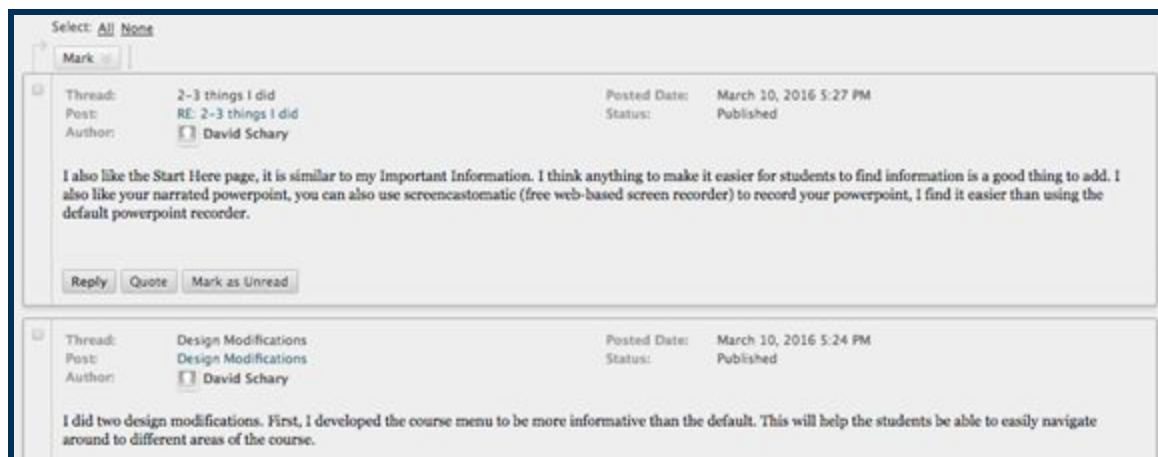 Select: All None
Mark
Thread: 2-3 things I did Posted Date: March 10, 2016 5:27 PM
Post: RE: 2-3 things I did Status: Published
Author: David Schary
I also like the Start Here page, it is similar to my Important Information. I think anything to make it easier for students to find information is a good thing to add. I
also like your narrated powerpoint, you can also use screencastomatic (free web-based screen recorder) to record your powerpoint, I find it easier than using the
default powerpoint recorder.
Reply Quote Mark as Unread
Thread: Design Modifications Posted Date: March 10, 2016 5:24 PM
Post: Design Modifications Status: Published
Author: David Schary
I did two design modifications. First, I developed the course menu to be more informative than the default. This will help the students be able to easily navigate
around to different areas of the course.